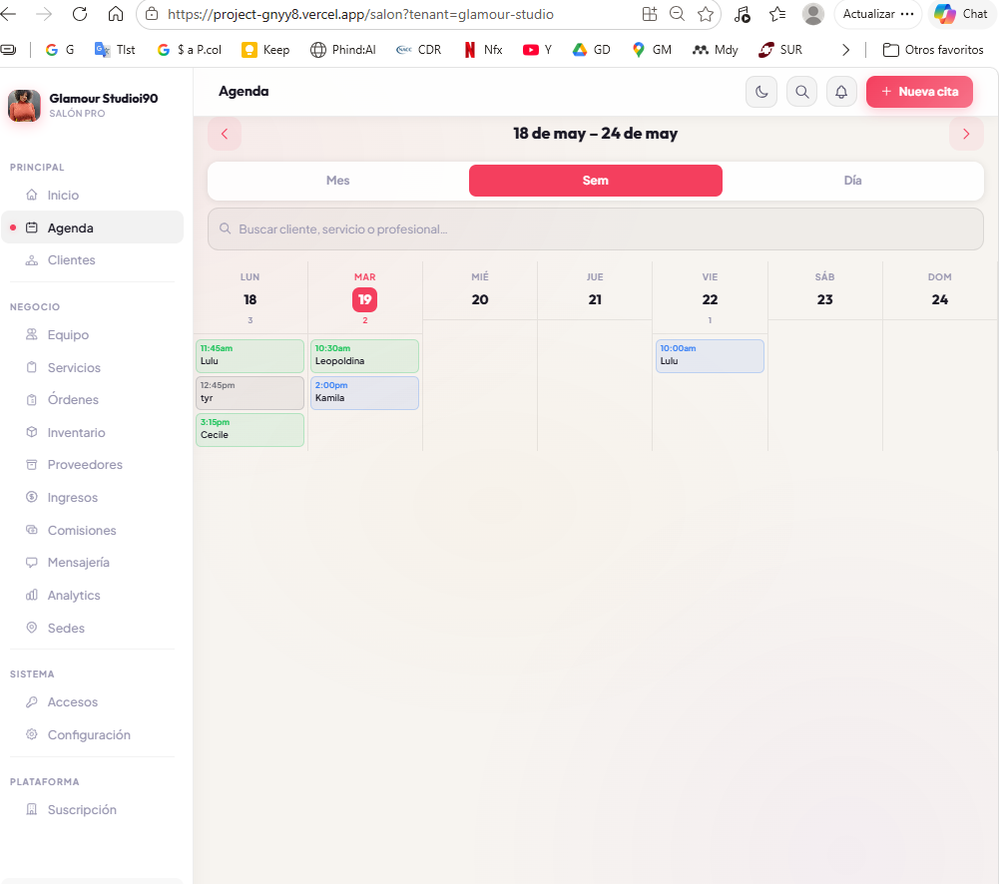 https://project-gnyy8.vercel.app/salon?tenant=glamour-studio
Actualizar
Chat
G
TIst
$ a P.col
Keep
Phind:AI
CDR
Nfx
Y
GD
GM
Mdy
SUR
Otros favoritos
Glamour Studioi90
SALÓN PRO
PRINCIPAL
Inicio
Agenda
Clientes
NEGOCIO
Equipo
Servicios
Órdenes
Inventario
Proveedores
Ingresos
Comisiones
Mensajería
Analytics
Sedes
SISTEMA
Accesos
Configuración
PLATAFORMA
Suscripción
Agenda
+ Nueva cita
18 de may – 24 de may
Mes
Sem
Día
Buscar cliente, servicio o profesional...
LUN
18
3
11:45am
Lulu
12:45pm
tyr
3:15pm
Cecile
MAR
19
2
10:30am
Leopoldina
2:00pm
Kamila
MIÉ
20
JUE
21
VIE
22
1
10:00am
Lulu
SÁB
23
DOM
24